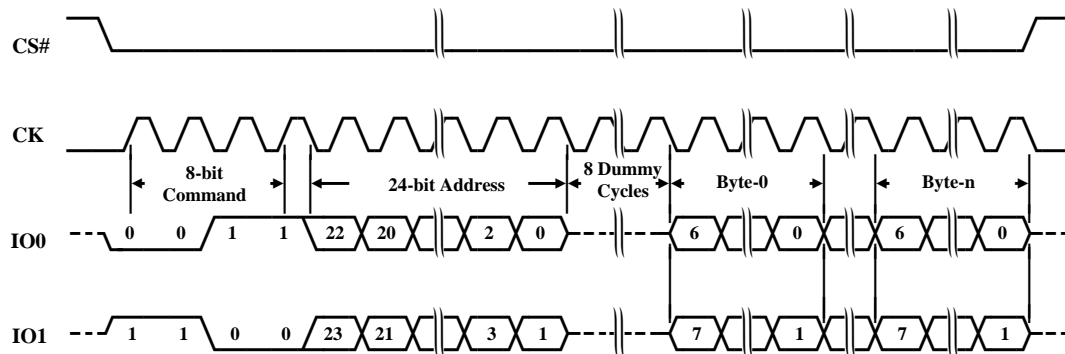 CS#
CK
8-bit
Command
24-bit Address
8 Dummy
Cycles
Byte-0
Byte-n
IO0 0 0 1 1 22 20 2 0 6 0 6 0
IO1 1 1 0 0 23 21 3 1 7 1 7 1